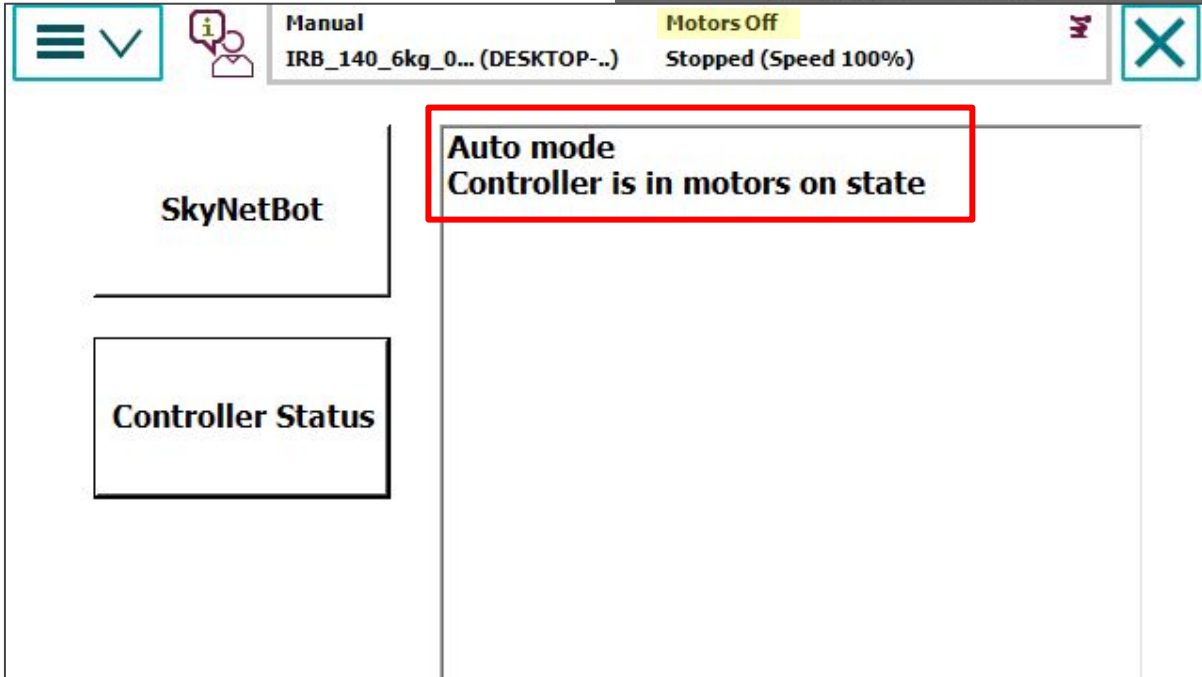 Manual
Motors Off
IRB_140_6kg_0... (DESKTOP-..)
Stopped (Speed 100%)
Auto mode
Controller is in motors on state
SkyNetBot
Controller Status